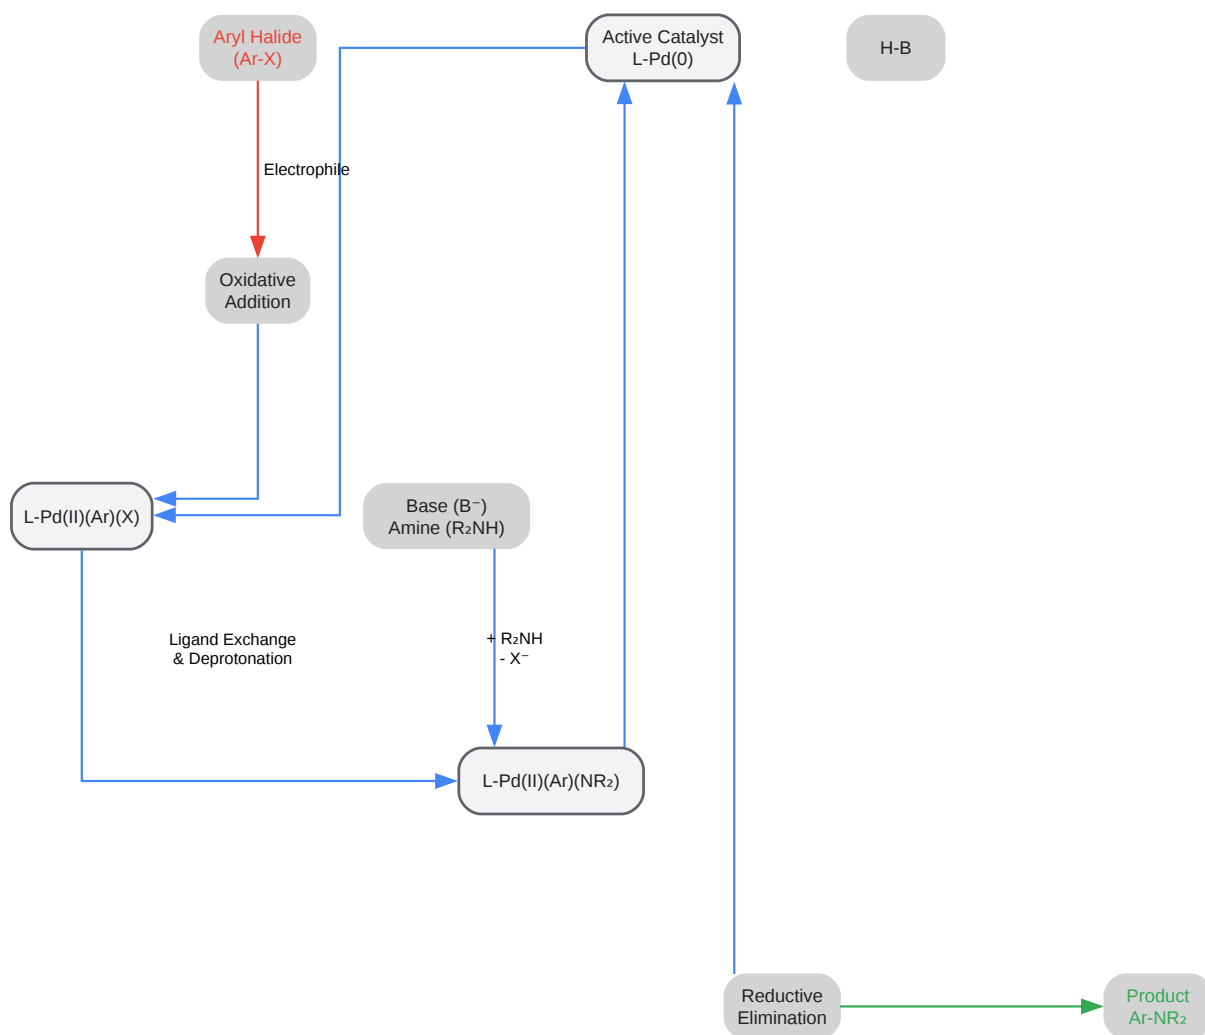 Aryl Halide
(Ar-X)
Active Catalyst
L-Pd(0)
H-B
Electrophile
Oxidative
Addition
L-Pd(II)(Ar)(X)
Base (B⁻)
Amine (R₂NH)
Ligand Exchange
& Deprotonation
+ R₂NH
- X⁻
L-Pd(II)(Ar)(NR₂)
Reductive
Elimination
Product
Ar-NR₂